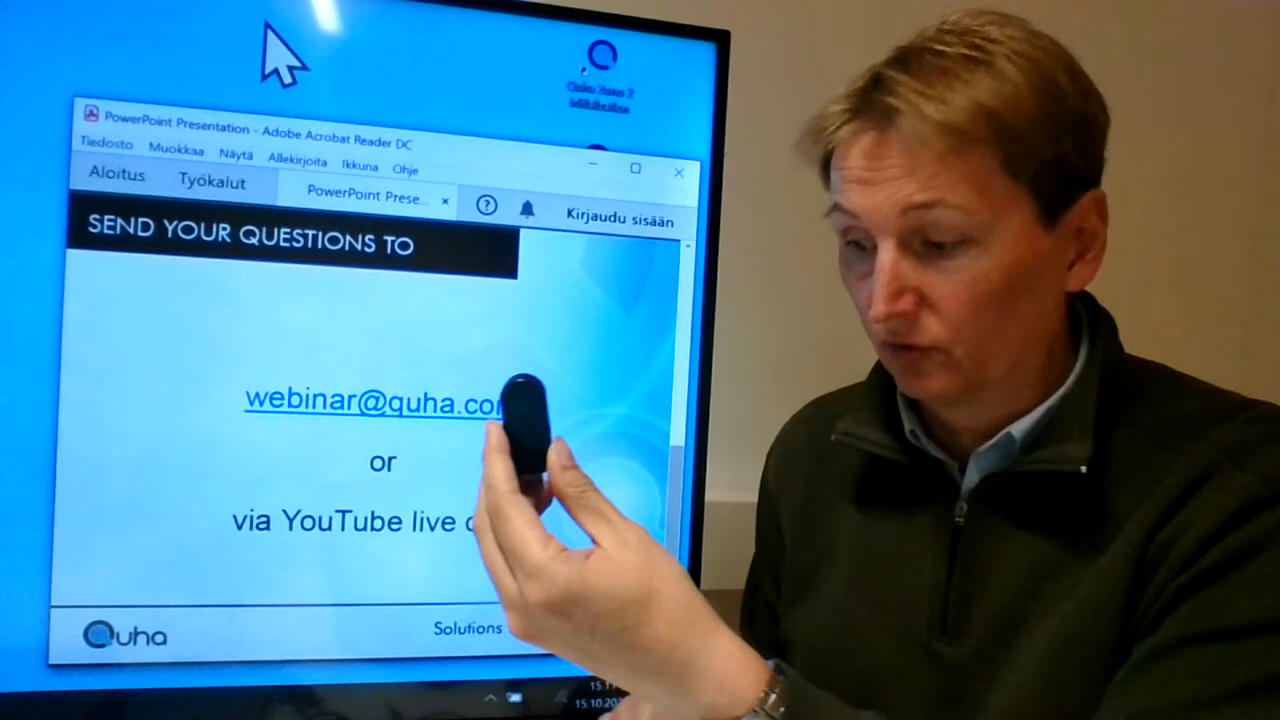 PowerPoint Presentation - Adobe Acrobat Reader DC
Tiedosto Muokkaa Näytä Allekirjoita Ikkuna Ohje
Aloitus Työkalut PowerPoint Prese... Kirjaudu sisään
SEND YOUR QUESTIONS TO
webinar@quha.co
or
via YouTube live
Quha Solutions